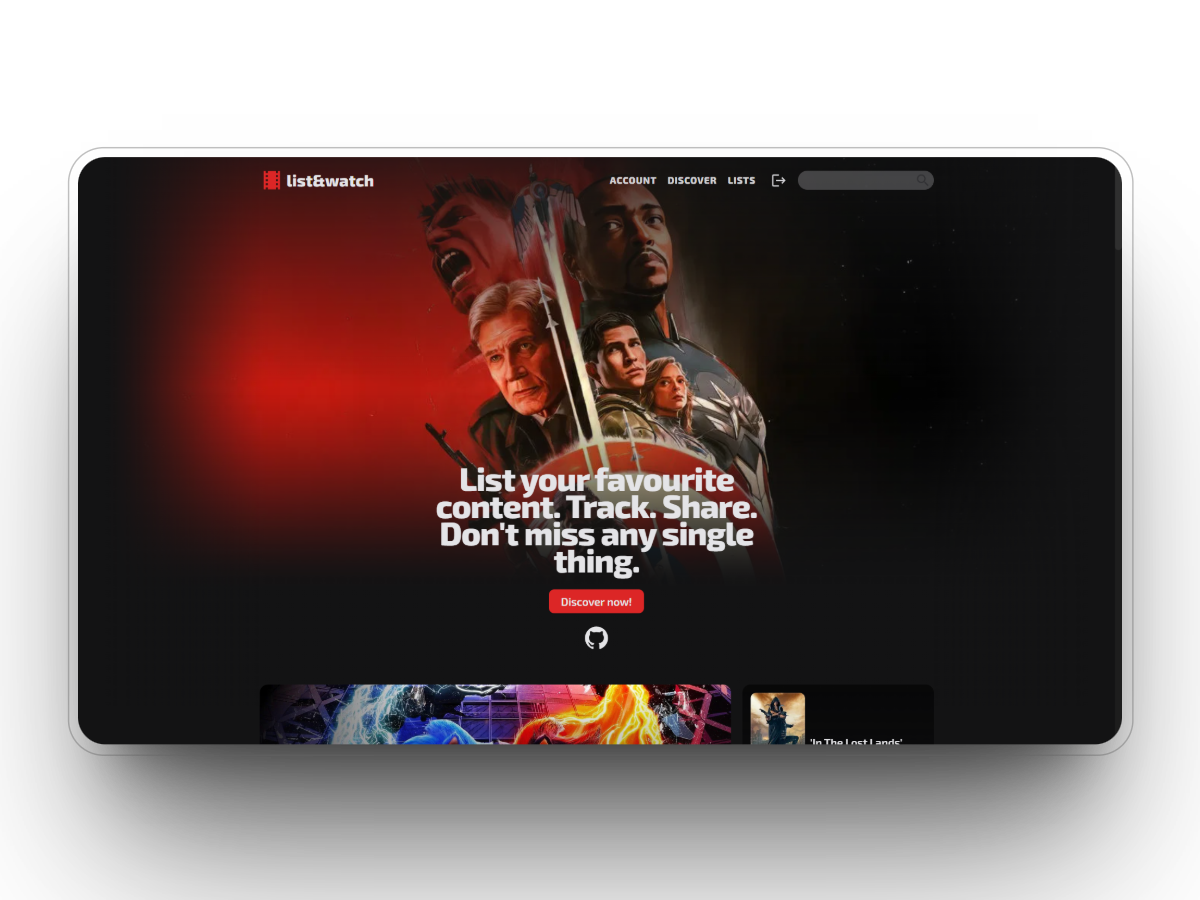 list&watch
ACCOUNT DISCOVER LISTS
List your favourite
content. Track. Share.
Don't miss any single
thing.
Discover now!
'In The Lost Lands'